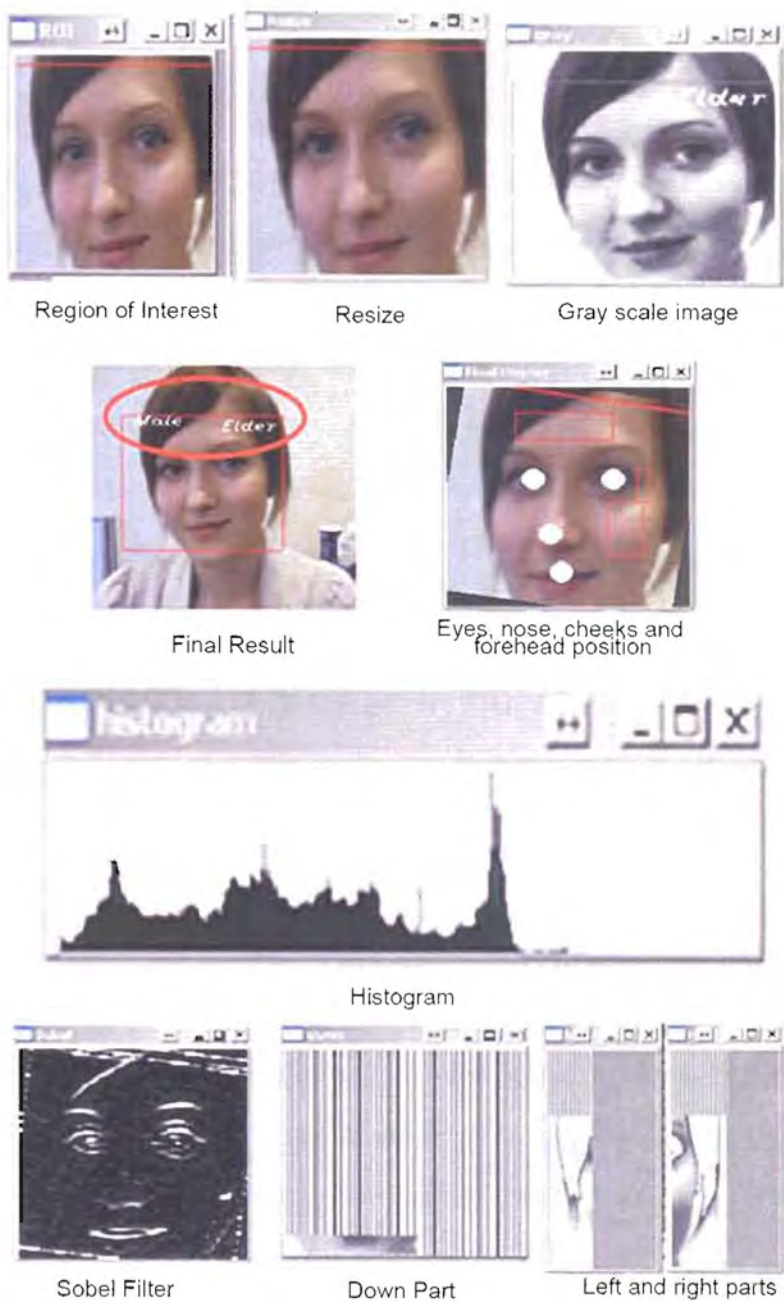 ROI
Elder
Region of Interest
Resize
Gray scale image
Male
Elder
Final Result
Eyes, nose, cheeks and
forehead position
histogram
Histogram
Sobel Filter
Down Part
Left and right parts